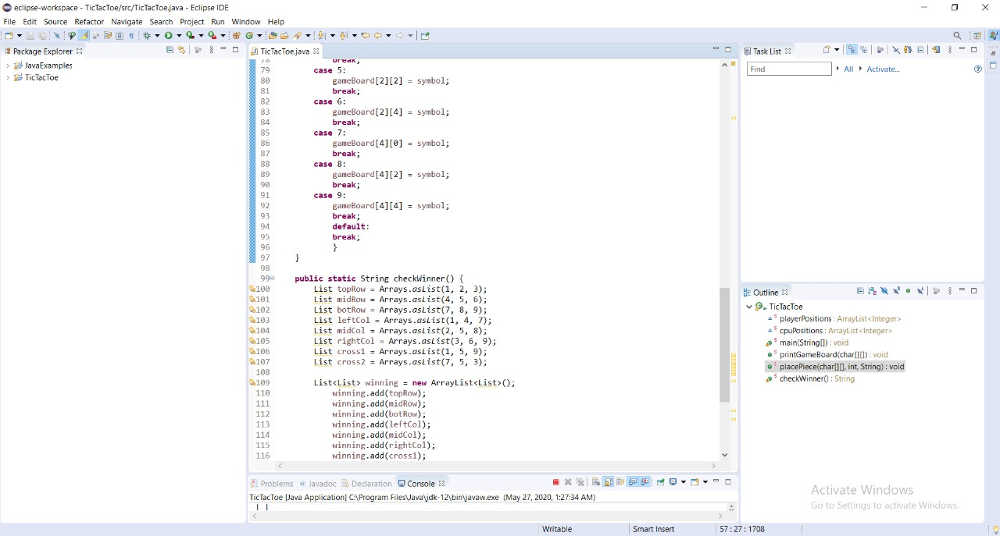 eclipse-workspace - TicTacToe/src/TicTacToe.java - Eclipse IDE
File Edit Source Refactor Navigate Search Project Run Window Help
Package Explorer
JavaExamples
TicTacToe
TicTacToe.java
78 break;
79 case 5:
80 gameBoard[2][2] = symbol;
81 break;
82 case 6:
83 gameBoard[2][4] = symbol;
84 break;
85 case 7:
86 gameBoard[4][0] = symbol;
87 break;
88 case 8:
89 gameBoard[4][2] = symbol;
90 break;
91 case 9:
92 gameBoard[4][4] = symbol;
93 break;
94 default:
95 break;
96 }
97 }
98
99 public static String checkWinner() {
100 List topRow = Arrays.asList(1, 2, 3);
101 List midRow = Arrays.asList(4, 5, 6);
102 List botRow = Arrays.asList(7, 8, 9);
103 List leftCol = Arrays.asList(1, 4, 7);
104 List midCol = Arrays.asList(2, 5, 8);
105 List rightCol = Arrays.asList(3, 6, 9);
106 List cross1 = Arrays.asList(1, 5, 9);
107 List cross2 = Arrays.asList(7, 5, 3);
108
109 List<List> winning = new ArrayList<List>();
110 winning.add(topRow);
111 winning.add(midRow);
112 winning.add(botRow);
113 winning.add(leftCol);
114 winning.add(midCol);
115 winning.add(rightCol);
116 winning.add(cross1);
Problems Javadoc Declaration Console
TicTacToe [Java Application] C:\Program Files\Java\jdk-12\bin\javaw.exe (May 27, 2020, 1:27:34 AM)
| |
Task List
Find All Activate...
Outline
TicTacToe
playerPositions : ArrayList<Integer>
cpuPositions : ArrayList<Integer>
main(String[]) : void
printGameBoard(char[][]) : void
placePiece(char[][], int, String) : void
checkWinner() : String
Activate Windows
Go to Settings to activate Windows.
Writable Smart Insert 57 : 27 : 1708